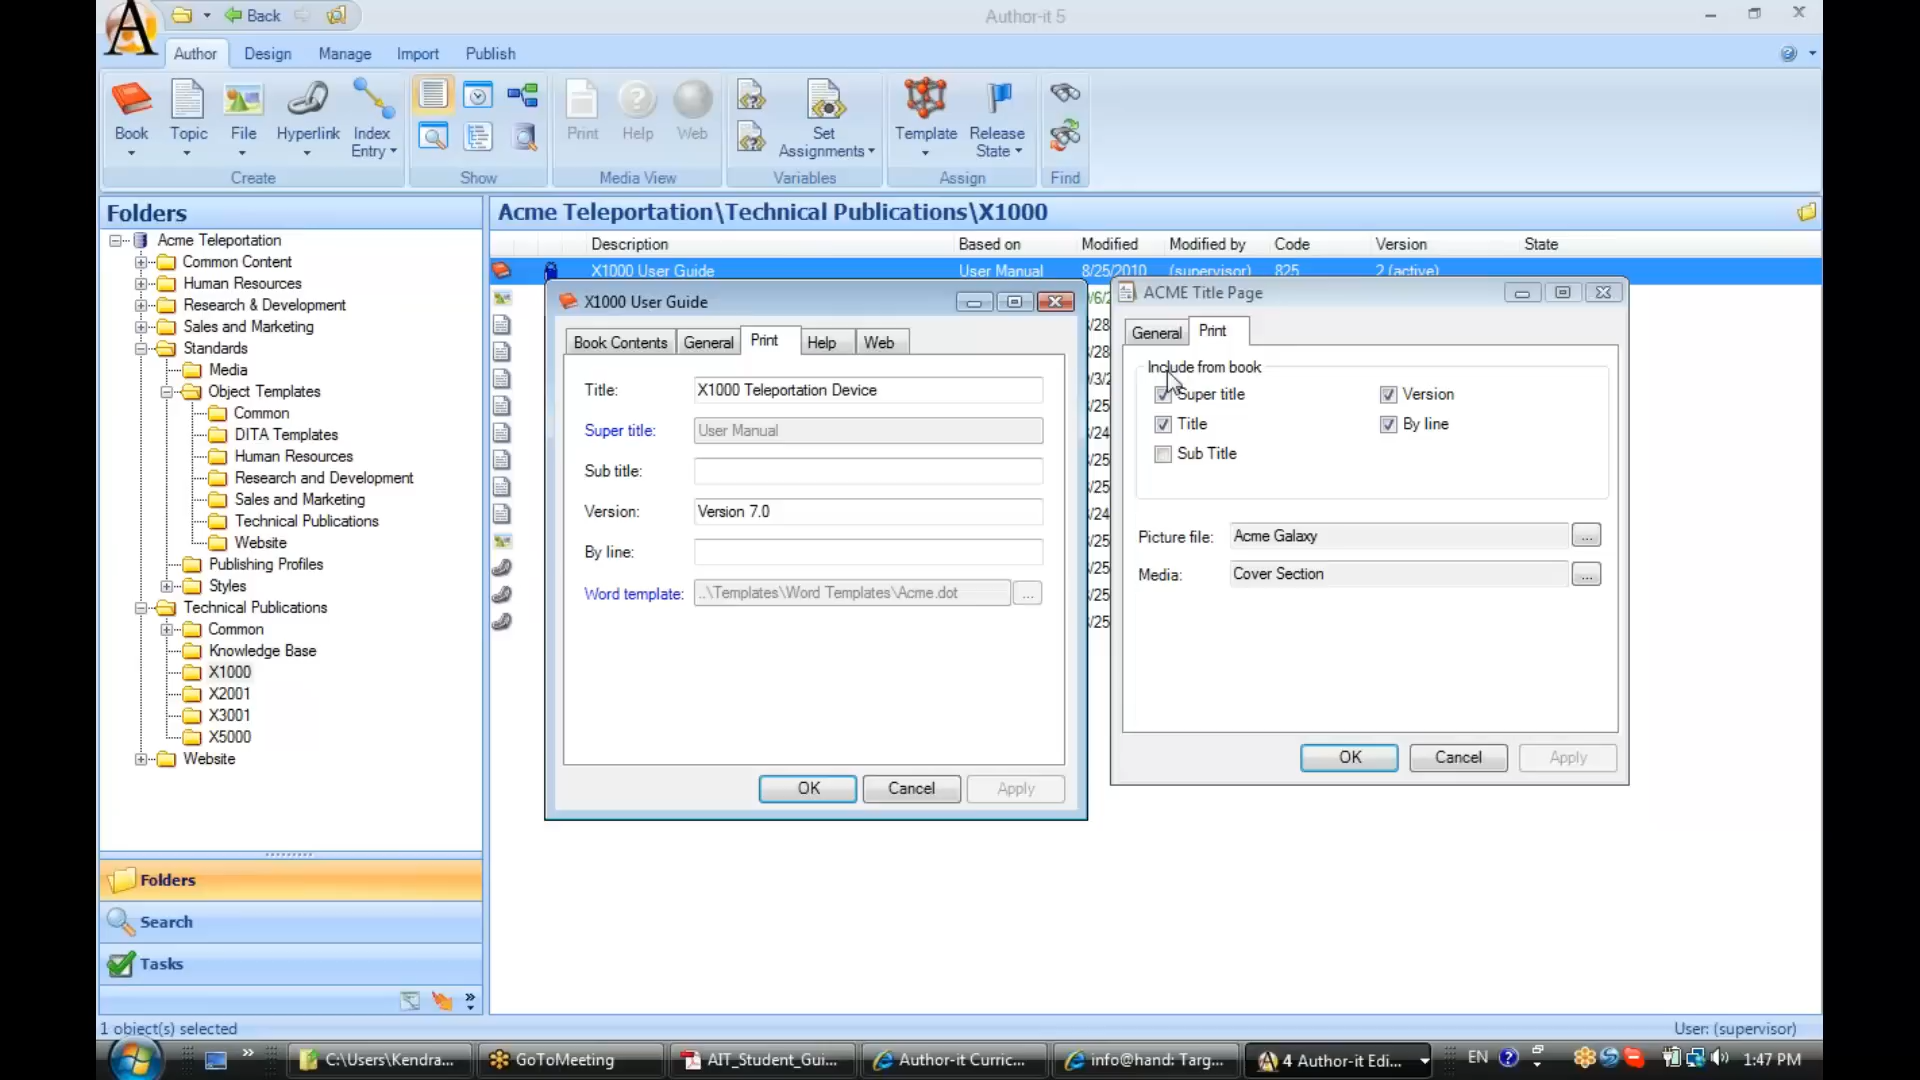 Back
Author-it 5
Author Design Manage Import Publish
Book Topic File Hyperlink Index Entry
Print Help Web
Set Assignments
Template Release State
Create Show Media View Variables Assign Find
Folders
Acme Teleportation
Common Content
Human Resources
Research & Development
Sales and Marketing
Standards
Media
Object Templates
Common
DITA Templates
Human Resources
Research and Development
Sales and Marketing
Technical Publications
Website
Publishing Profiles
Styles
Technical Publications
Common
Knowledge Base
X1000
X2001
X3001
X5000
Website
Folders
Search
Tasks
Acme Teleportation\Technical Publications\X1000
Description Based on Modified Modified by Code Version State
X1000 User Guide User Manual 8/25/2010 (supervisor) 825 2 (active)
X1000 User Guide
Book Contents General Print Help Web
Title: X1000 Teleportation Device
Super title: User Manual
Sub title:
Version: Version 7.0
By line:
Word template: ..\Templates\Word Templates\Acme.dot ...
OK Cancel Apply
ACME Title Page
General Print
Include from book
Super title Version
Title By line
Sub Title
Picture file: Acme Galaxy ...
Media: Cover Section ...
OK Cancel Apply
1 object(s) selected
User: (supervisor)
C:\Users\Kendra... GoToMeeting AIT_Student_Gui... Author-it Curric... info@hand: Targ... 4 Author-it Edi... EN 1:47 PM